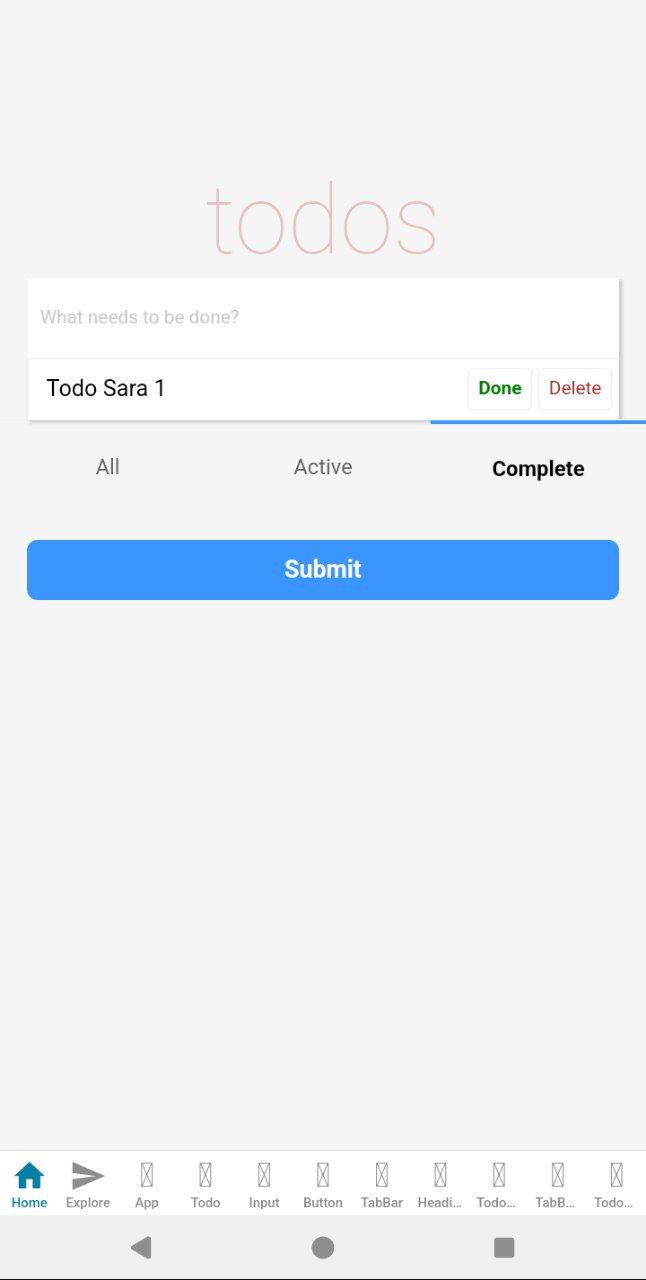 todos
What needs to be done?
Todo Sara 1 Done Delete
All Active Complete
Submit
Home Explore App Todo Input Button TabBar Headi... Todo... TabB... Todo...